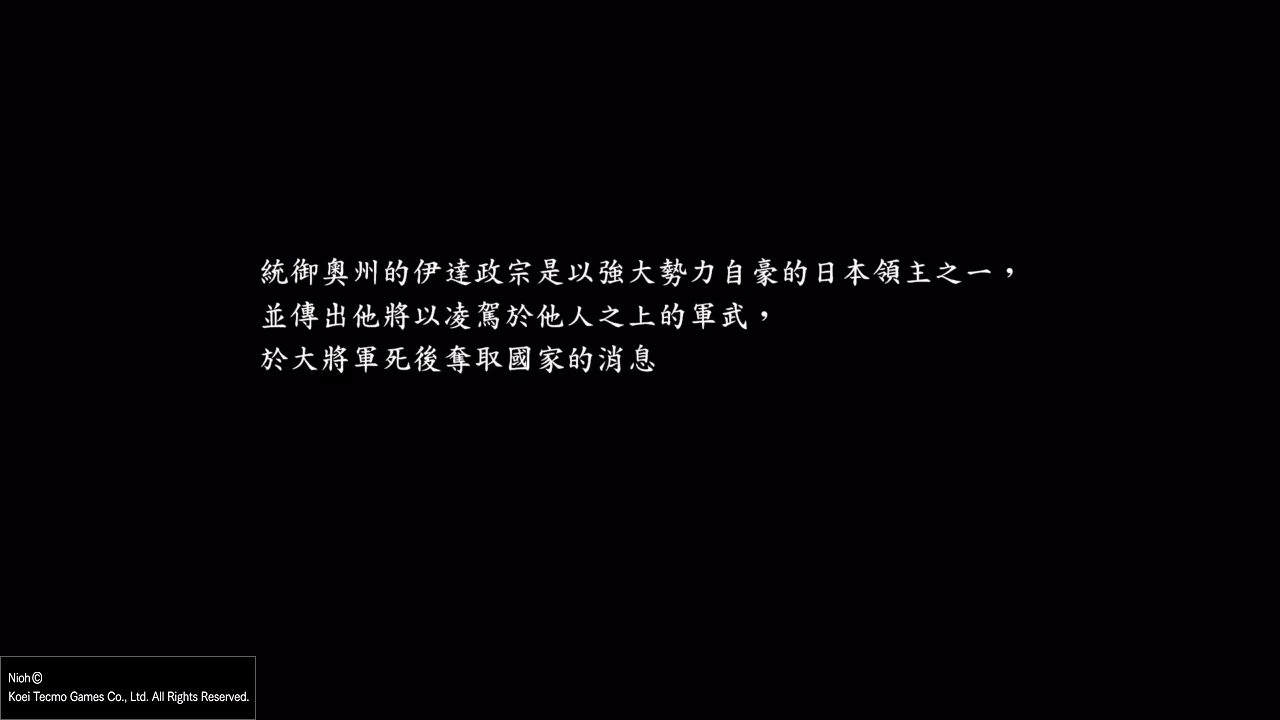 統御奧州的伊達政宗是以強大勢力自豪的日本領主之一，
並傳出他將以凌駕於他人之上的軍武，
於大將軍死後奪取國家的消息
Nioh©
Koei Tecmo Games Co., Ltd. All Rights Reserved.